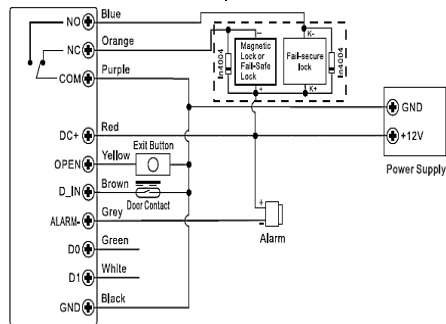 NO
Blue
NC
Orange
COM
Purple
DC+
Red
OPEN
Yellow
Exit Button
D_IN
Brown
Door Contact
ALARM-
Grey
D0
Green
D1
White
GND
Black
In4004
-
Magnetic
Lock or
Fail-Safe
Lock
+
K-
Fail-secure
lock
K+
In4004
GND
+12V
Power Supply
+
-
Alarm